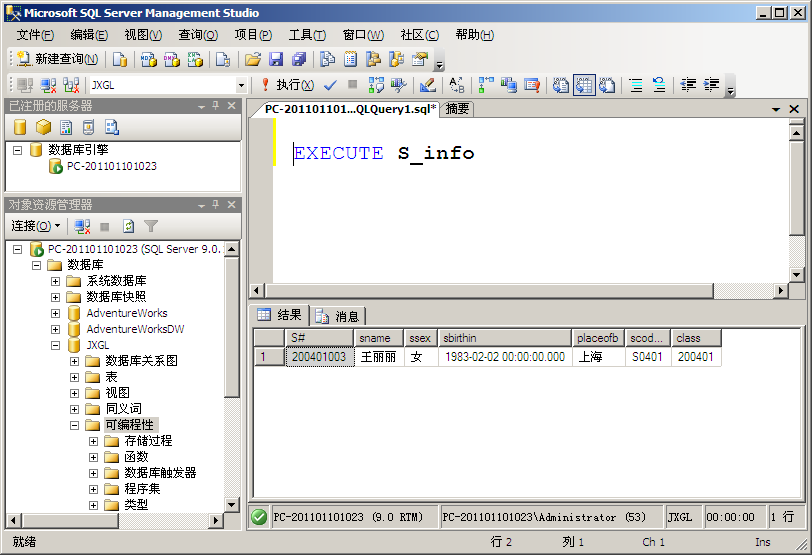 Microsoft SQL Server Management Studio
文件(F) 编辑(E) 视图(V) 查询(Q) 项目(P) 工具(T) 窗口(W) 社区(C) 帮助(H)
新建查询(N)
JXGL 执行(X)
已注册的服务器
数据库引擎
PC-201101101023
对象资源管理器
连接(O)
PC-201101101023 (SQL Server 9.0.
数据库
系统数据库
数据库快照
AdventureWorks
AdventureWorksDW
JXGL
数据库关系图
表
视图
同义词
可编程性
存储过程
函数
数据库触发器
程序集
类型
PC-201101101...QLQuery1.sql* 摘要
EXECUTE S_info
结果 消息
S# sname ssex sbirthin placeofb scod... class
1 200401003 王丽丽 女 1983-02-02 00:00:00.000 上海 S0401 200401
PC-201101101023 (9.0 RTM) PC-201101101023\Administrator (53) JXGL 00:00:00 1 行
就绪 行 2 列 1 Ch 1 Ins